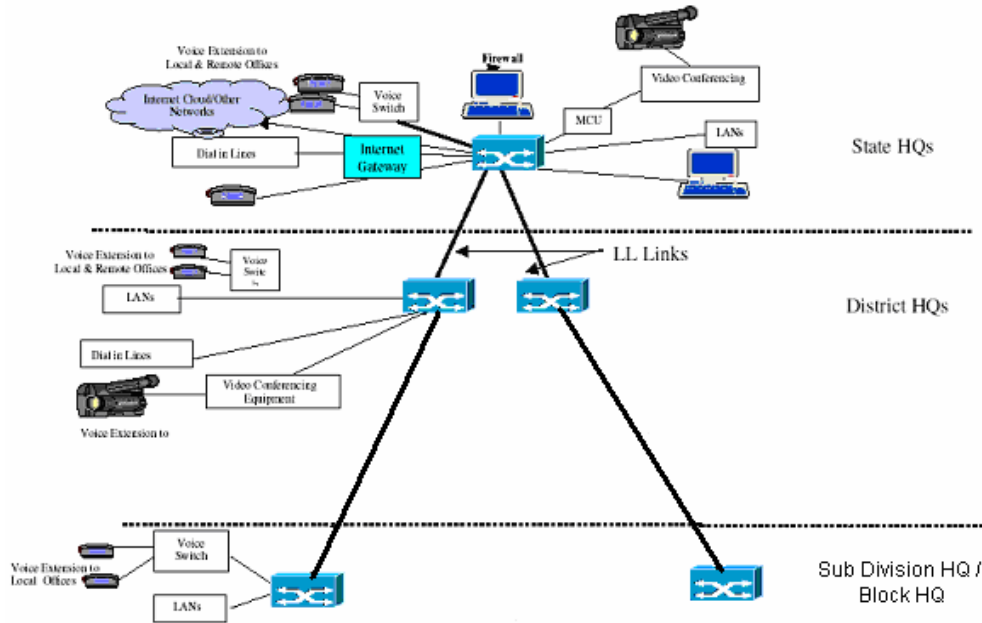 Voice Extension to
Local & Remote Offices
Firewall
Video Conferencing
Internet Cloud/Other
Networks
Voice
Switch
MCU
LANs
Dial in Lines
Internet
Gateway
State HQs
Voice Extension to
Local & Remote Offices
Voice
Switc
h
LL Links
LANs
District HQs
Dial in Lines
Video Conferencing
Equipment
Voice Extension to
Voice Extension to
Local Offices
Voice
Switch
LANs
Sub Division HQ /
Block HQ